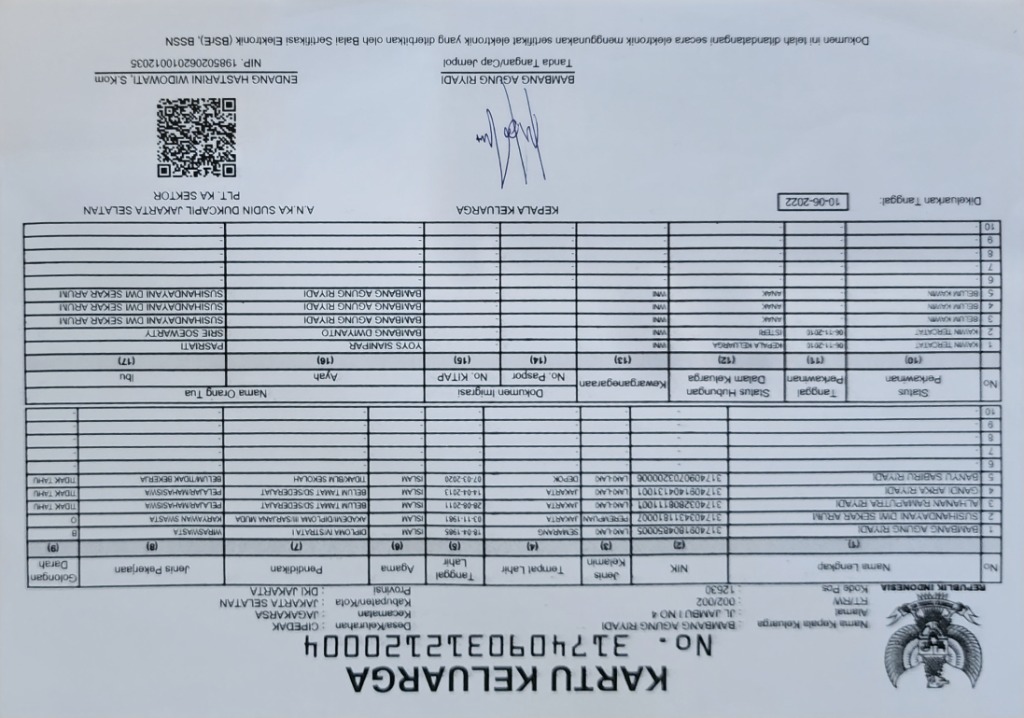 KARTU KELUARGA
No. 3174090312120004
Nama Kepala Keluarga : BAMBANG AGUNG RIYADI Desa/Kelurahan : CIPEDAK
Alamat : JL JAMBU I NO 4 Kecamatan : JAGAKARSA
RT/RW : 002/002 Kabupaten/Kota : JAKARTA SELATAN
Kode Pos : 12630 Provinsi : DKI JAKARTA
REPUBLIK INDONESIA
No Nama Lengkap NIK Jenis Kelamin Tempat Lahir Tanggal Lahir Agama Pendidikan Jenis Pekerjaan Golongan Darah
(1) (2) (3) (4) (5) (6) (7) (8) (9)
1 BAMBANG AGUNG RIYADI LAKI-LAKI SEMARANG 18-04-1985 ISLAM DIPLOMA IV/STRATA I WIRASWASTA B
2 SUSIHANDAYANI DWI SEKAR ARUM PEREMPUAN JAKARTA 03-11-1981 ISLAM AKADEMI/DIPLOMA III/SARJANA MUDA KARYAWAN SWASTA O
3 ALHANAN RAMAPUTRA RIYADI LAKI-LAKI JAKARTA 28-08-2011 ISLAM BELUM TAMAT SD/SEDERAJAT PELAJAR/MAHASISWA TIDAK TAHU
4 GANDI ARKA RIYADI LAKI-LAKI JAKARTA 14-04-2013 ISLAM BELUM TAMAT SD/SEDERAJAT PELAJAR/MAHASISWA TIDAK TAHU
5 BANYU SABIRU RIYADI LAKI-LAKI DEPOK 07-03-2020 ISLAM TIDAK/BLM SEKOLAH BELUM/TIDAK BEKERJA TIDAK TAHU
6 - - - - - - - - -
7 - - - - - - - - -
8 - - - - - - - - -
9 - - - - - - - - -
10 - - - - - - - - -
No Status Perkawinan Tanggal Perkawinan Status Hubungan Dalam Keluarga Kewarganegaraan Dokumen Imigrasi Nama Orang Tua
No. Paspor No. KITAP Ayah Ibu
(10) (11) (12) (13) (14) (15) (16) (17)
1 KAWIN TERCATAT 06-11-2010 KEPALA KELUARGA WNI YOYS SIANIPAR PASRIATI
2 KAWIN TERCATAT 06-11-2010 ISTERI WNI BAMBANG DWIYANTO SRIE SOEWARTY
3 BELUM KAWIN - ANAK WNI BAMBANG AGUNG RIYADI SUSIHANDAYANI DWI SEKAR ARUM
4 BELUM KAWIN - ANAK WNI BAMBANG AGUNG RIYADI SUSIHANDAYANI DWI SEKAR ARUM
5 BELUM KAWIN - ANAK WNI BAMBANG AGUNG RIYADI SUSIHANDAYANI DWI SEKAR ARUM
6 - - - - - - - -
7 - - - - - - - -
8 - - - - - - - -
9 - - - - - - - -
10 - - - - - - - -
Dikeluarkan Tanggal: 10-06-2022
KEPALA KELUARGA
A.N.KA SUDIN DUKCAPIL JAKARTA SELATAN
PLT. KA SEKTOR
BAMBANG AGUNG RIYADI
Tanda Tangan/Cap Jempol
ENDANG HASTARINI WIDOWATI, S.Kom
NIP. 198502062010012035
Dokumen ini telah ditandatangani secara elektronik menggunakan sertifikat elektronik yang diterbitkan oleh Balai Sertifikasi Elektronik (BSrE), BSSN